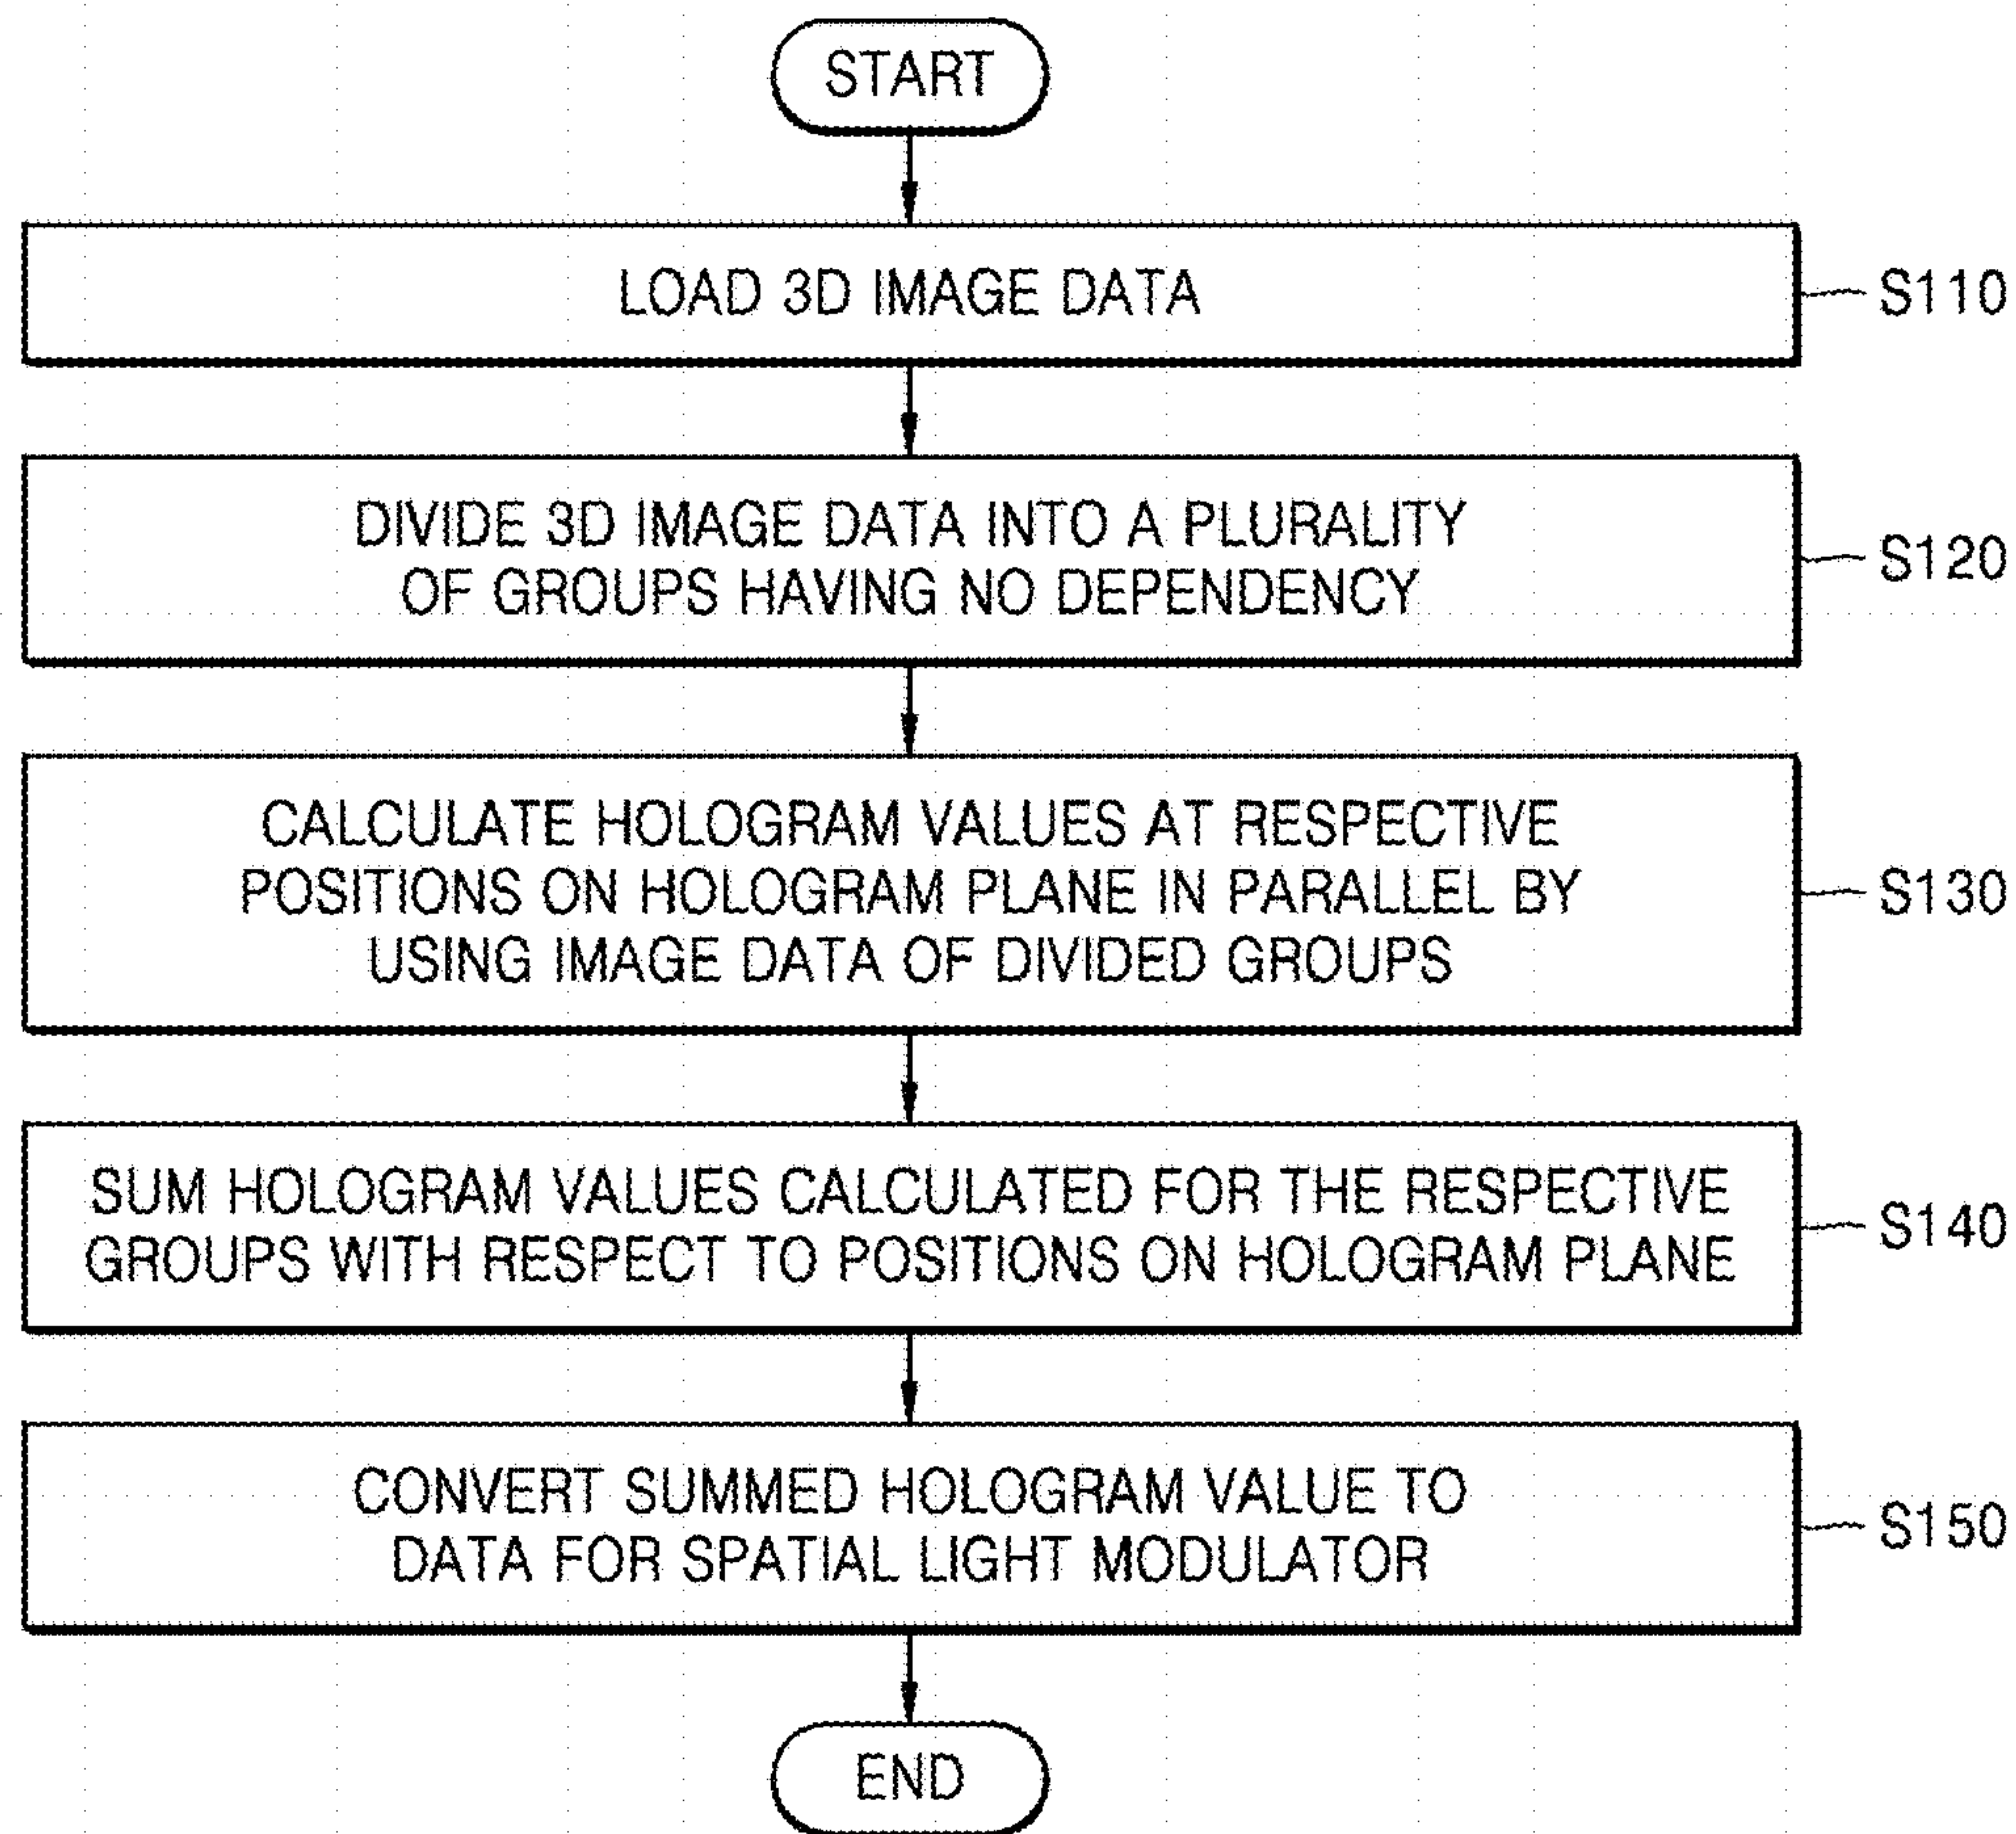 START
LOAD 3D IMAGE DATA
S110
DIVIDE 3D IMAGE DATA INTO A PLURALITY
OF GROUPS HAVING NO DEPENDENCY
S120
CALCULATE HOLOGRAM VALUES AT RESPECTIVE
POSITIONS ON HOLOGRAM PLANE IN PARALLEL BY
USING IMAGE DATA OF DIVIDED GROUPS
S130
SUM HOLOGRAM VALUES CALCULATED FOR THE RESPECTIVE
GROUPS WITH RESPECT TO POSITIONS ON HOLOGRAM PLANE
S140
CONVERT SUMMED HOLOGRAM VALUE TO
DATA FOR SPATIAL LIGHT MODULATOR
S150
END